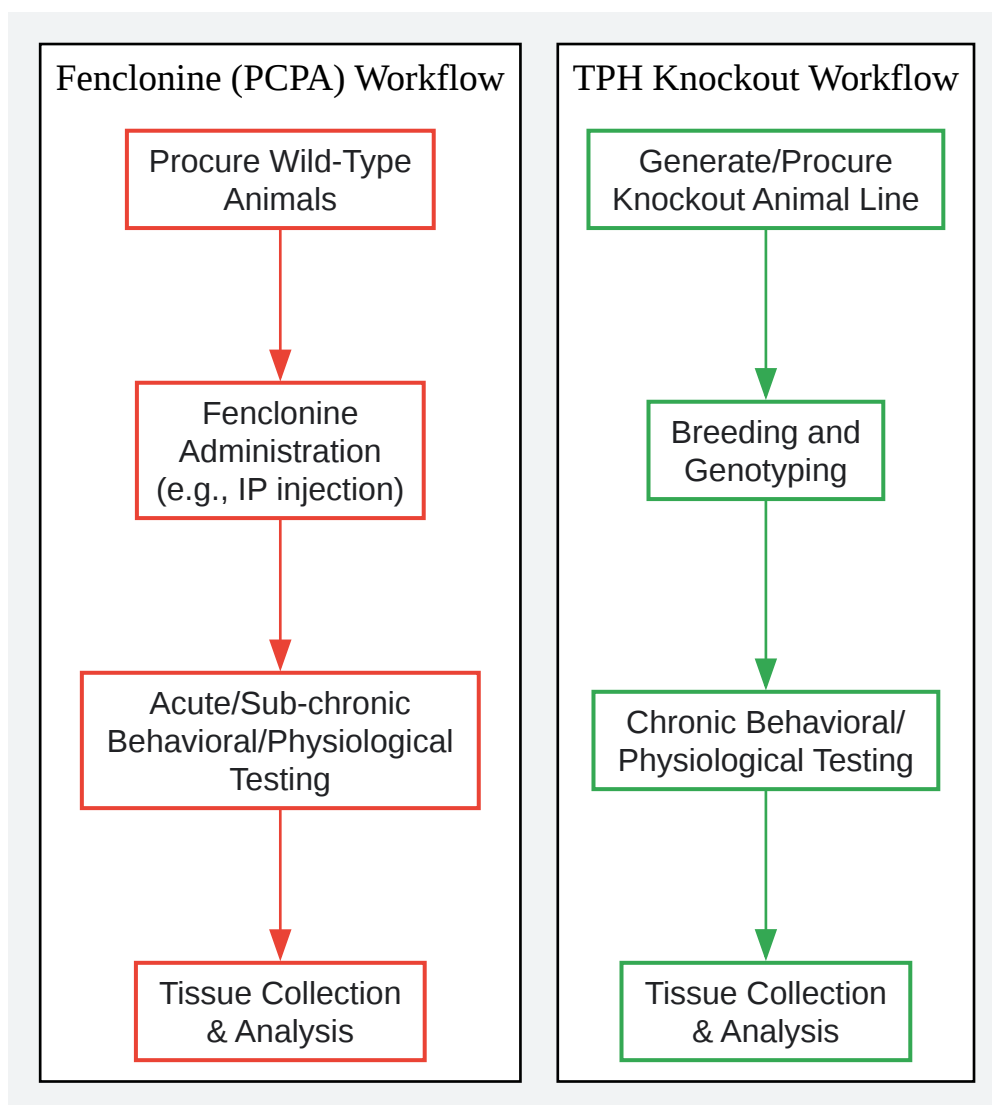 Fenclonine (PCPA) Workflow
Procure Wild-Type
Animals
Fenclonine
Administration
(e.g., IP injection)
Acute/Sub-chronic
Behavioral/Physiological
Testing
Tissue Collection
& Analysis
TPH Knockout Workflow
Generate/Procure
Knockout Animal Line
Breeding and
Genotyping
Chronic Behavioral/
Physiological Testing
Tissue Collection
& Analysis